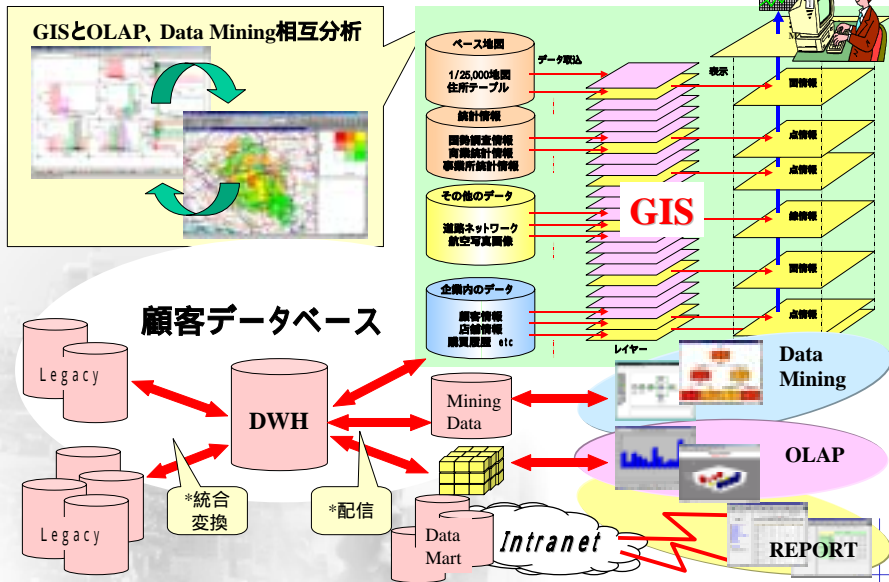 GISとOLAP、Data Mining相互分析
ベース地図
1/25,000地図
住所テーブル
統計情報
国勢調査情報
商業統計情報
事業所統計情報
その他のデータ
道路ネットワーク
航空写真画像
企業内のデータ
顧客情報
店舗情報
購買履歴 etc
データ取込
表示
GIS
レイヤー
面情報
点情報
点情報
線情報
面情報
点情報
顧客データベース
Legacy
Legacy
DWH
*統合
変換
*配信
Mining
Data
Data
Mart
Intranet
Data
Mining
OLAP
REPORT